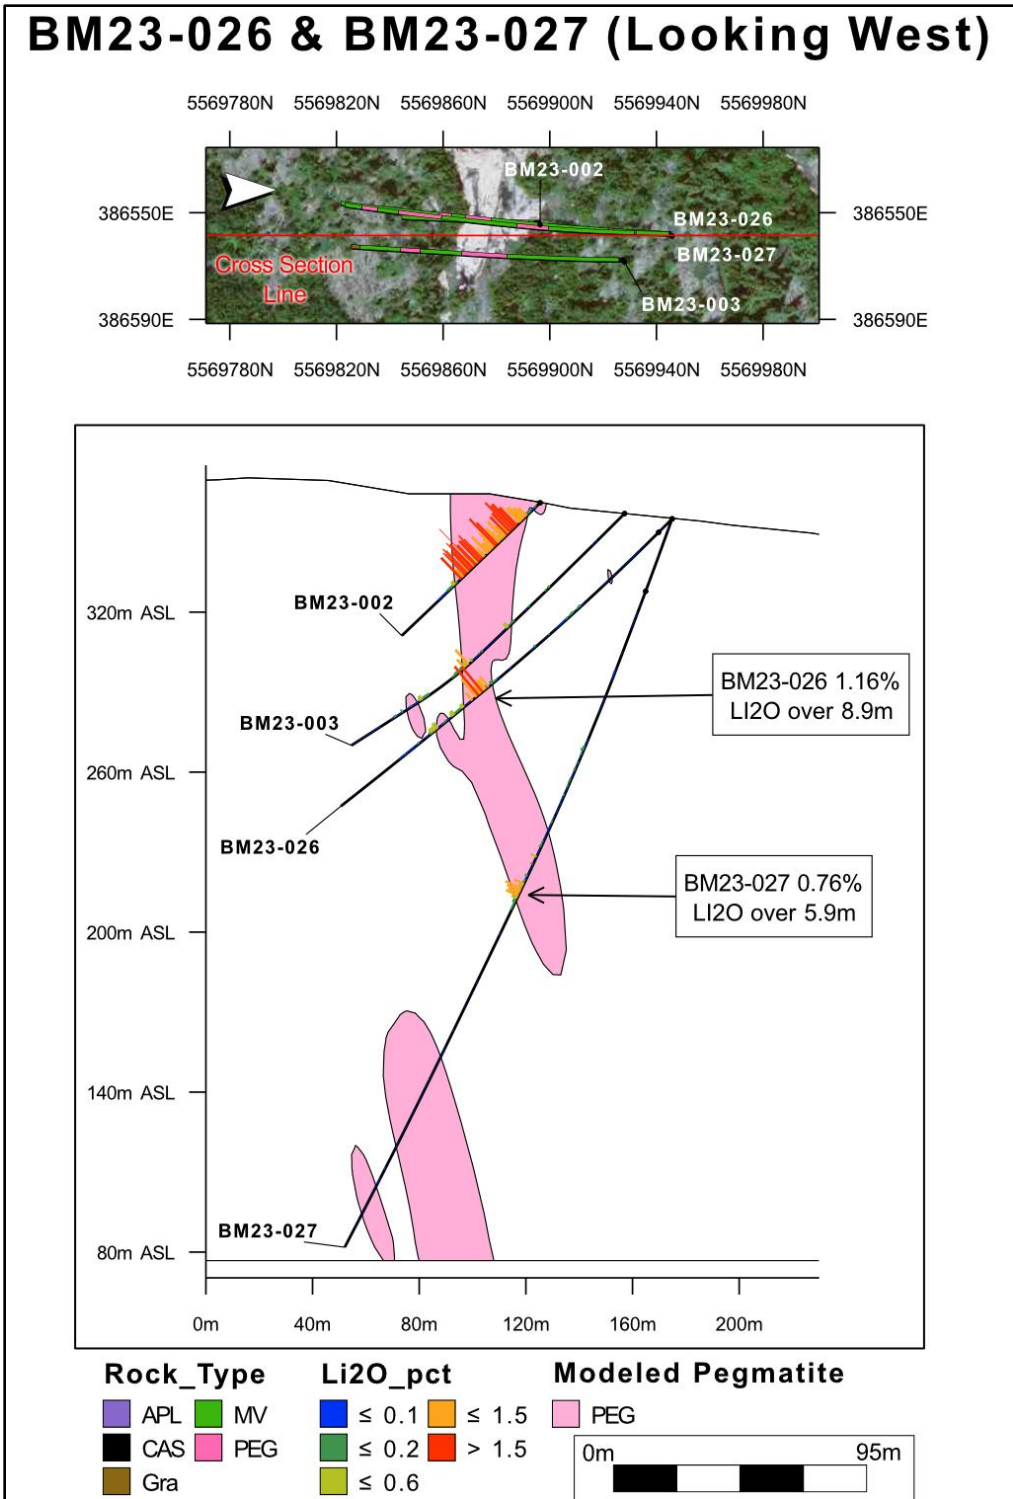 BM23-026 & BM23-027 (Looking West)
5569780N 5569820N 5569860N 5569900N 5569940N 5569980N
BM23-002
386550E
BM23-026
386550E
BM23-027
Cross Section
Line
BM23-003
386590E
386590E
5569780N 5569820N 5569860N 5569900N 5569940N 5569980N
BM23-002
320m ASL
BM23-026 1.16%
LI2O over 8.9m
BM23-003
260m ASL
BM23-026
BM23-027 0.76%
LI2O over 5.9m
200m ASL
140m ASL
BM23-027
80m ASL
0m 40m 80m 120m 160m 200m
Rock_Type Li2O_pct Modeled Pegmatite
APL MV ≤ 0.1 ≤ 1.5 PEG
CAS PEG ≤ 0.2 > 1.5 0m 95m
Gra ≤ 0.6